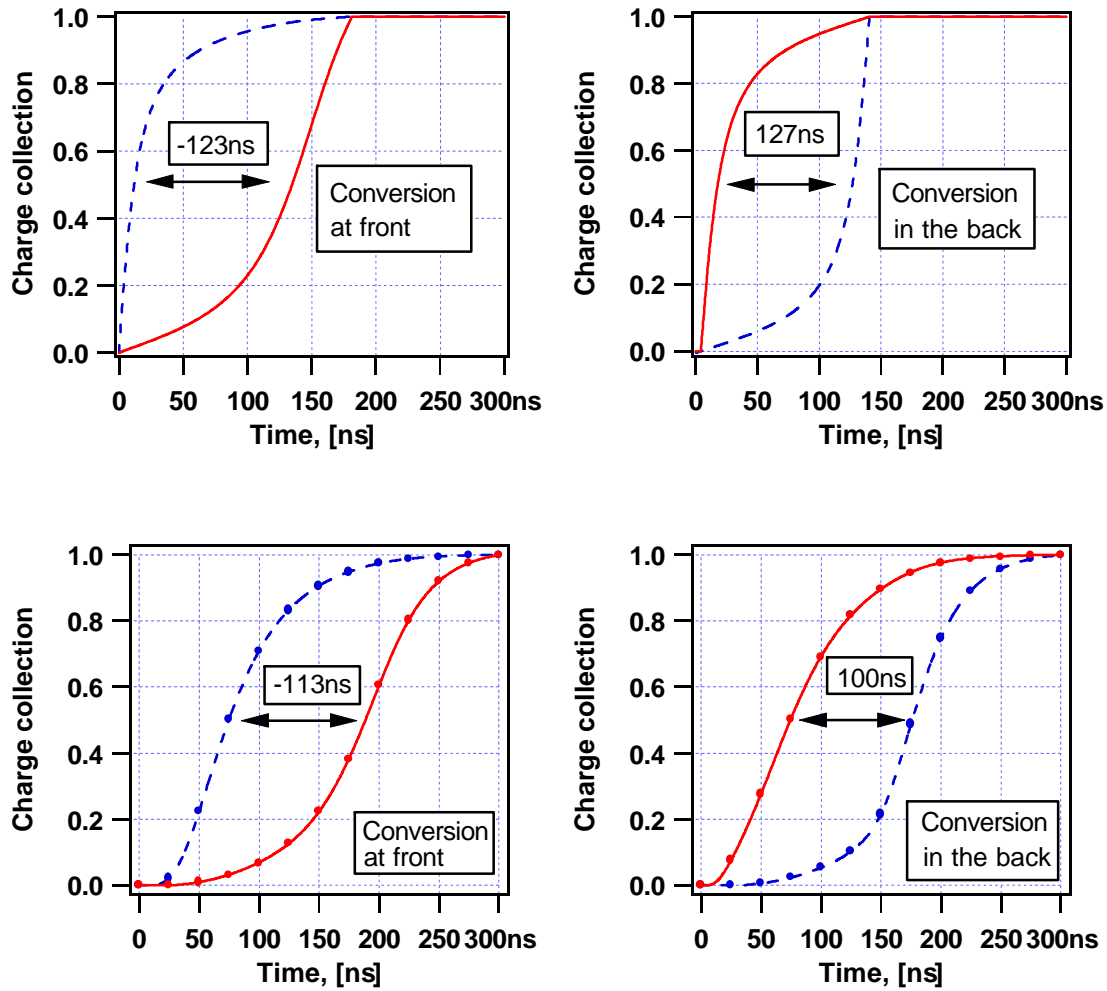 1.0
0.8
0.6
0.4
0.2
0.0
Charge collection
-123ns
Conversion
at front
0 50 100 150 200 250 300ns
Time, [ns]
1.0
0.8
0.6
0.4
0.2
0.0
Charge collection
127ns
Conversion
in the back
0 50 100 150 200 250 300ns
Time, [ns]
1.0
0.8
0.6
0.4
0.2
0.0
Charge collection
-113ns
Conversion
at front
0 50 100 150 200 250 300ns
Time, [ns]
1.0
0.8
0.6
0.4
0.2
0.0
Charge collection
100ns
Conversion
in the back
0 50 100 150 200 250 300ns
Time, [ns]